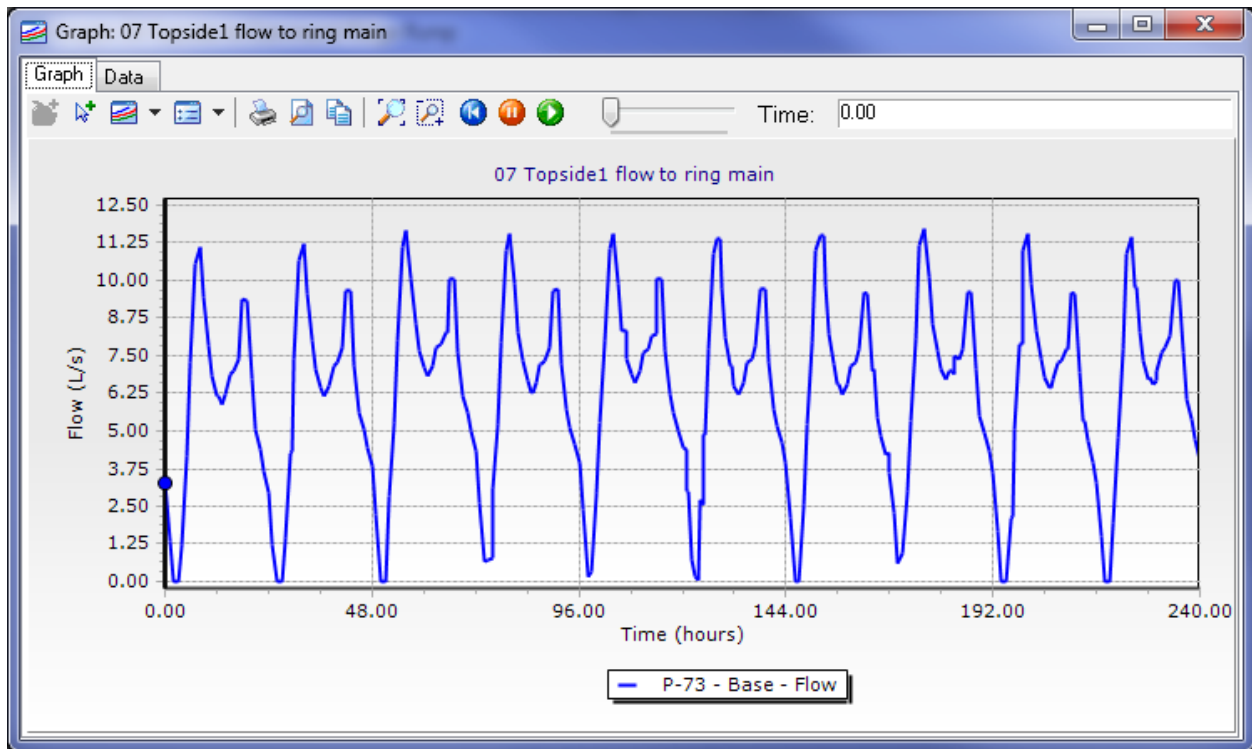 Graph: 07 Topside1 flow to ring main
Graph Data
Time: 0.00
07 Topside1 flow to ring main
12.50
11.25
10.00
8.75
7.50
6.25
5.00
3.75
2.50
1.25
0.00
Flow (L/s)
0.00 48.00 96.00 144.00 192.00 240.00
Time (hours)
P-73 - Base - Flow